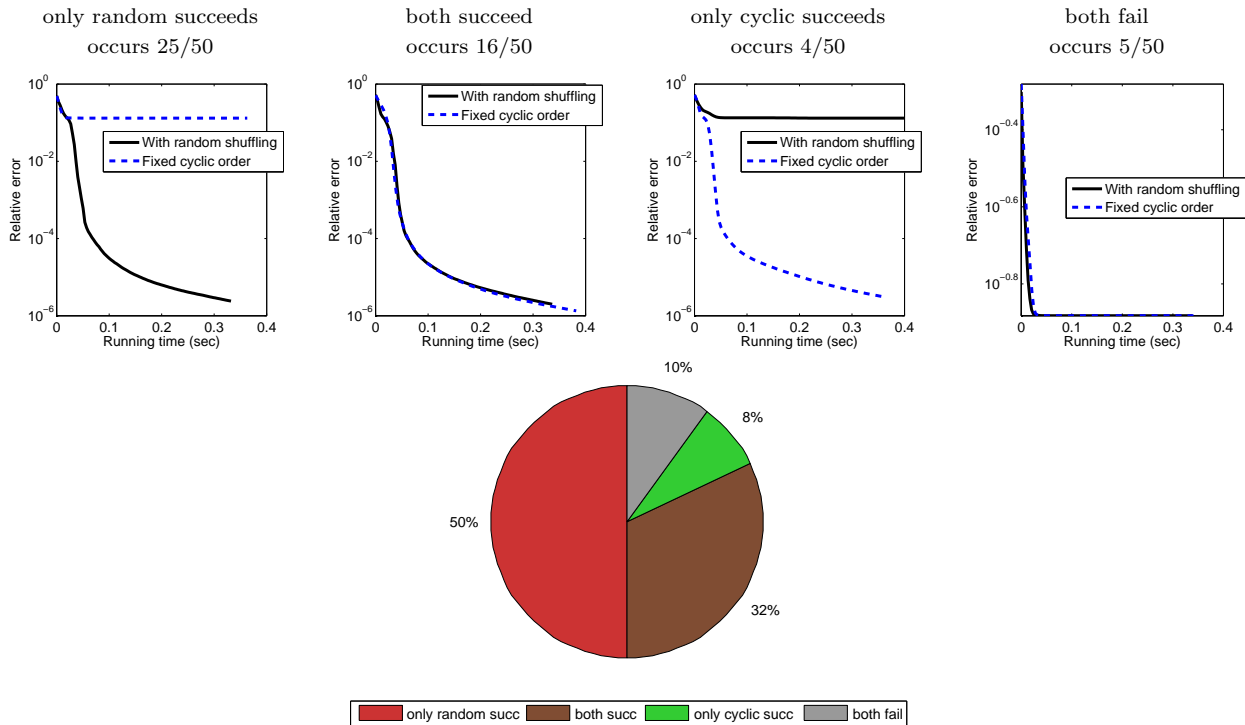 only random succeeds
occurs 25/50
both succeed
occurs 16/50
only cyclic succeeds
occurs 4/50
both fail
occurs 5/50
10^0
10^-2
10^-4
10^-6
Relative error
0 0.1 0.2 0.3 0.4
Running time (sec)
With random shuffling
Fixed cyclic order
10^0
10^-2
10^-4
10^-6
Relative error
0 0.1 0.2 0.3 0.4
Running time (sec)
With random shuffling
Fixed cyclic order
10^0
10^-2
10^-4
10^-6
Relative error
0 0.1 0.2 0.3 0.4
Running time (sec)
With random shuffling
Fixed cyclic order
10^-0.4
10^-0.6
10^-0.8
Relative error
0 0.1 0.2 0.3 0.4
Running time (sec)
With random shuffling
Fixed cyclic order
10%
8%
50%
32%
only random succ both succ only cyclic succ both fail